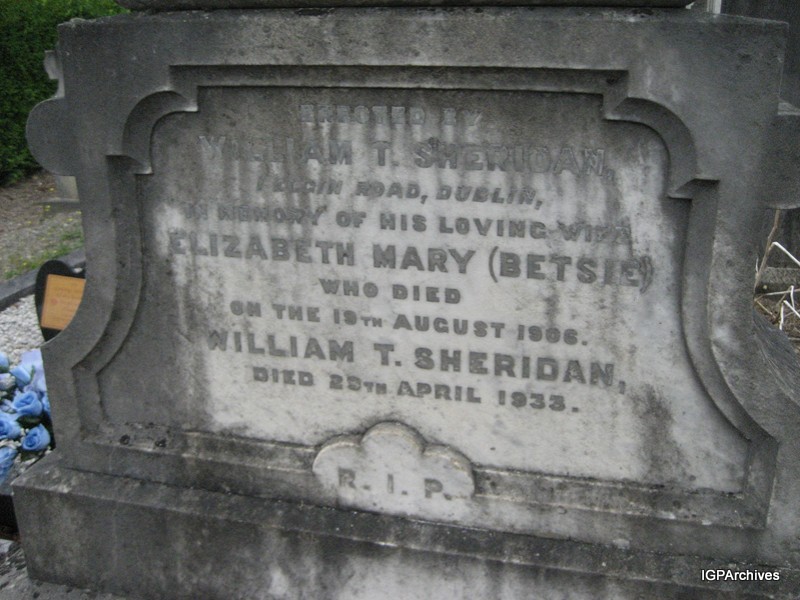 ERECTED BY
WILLIAM T. SHERIDAN,
ELGIN ROAD, DUBLIN,
IN MEMORY OF HIS LOVING WIFE
ELIZABETH MARY (BETSIE)
WHO DIED
ON THE 19TH AUGUST 1906.
WILLIAM T. SHERIDAN,
DIED 29TH APRIL 1933.
R. I. P.
IGPArchives